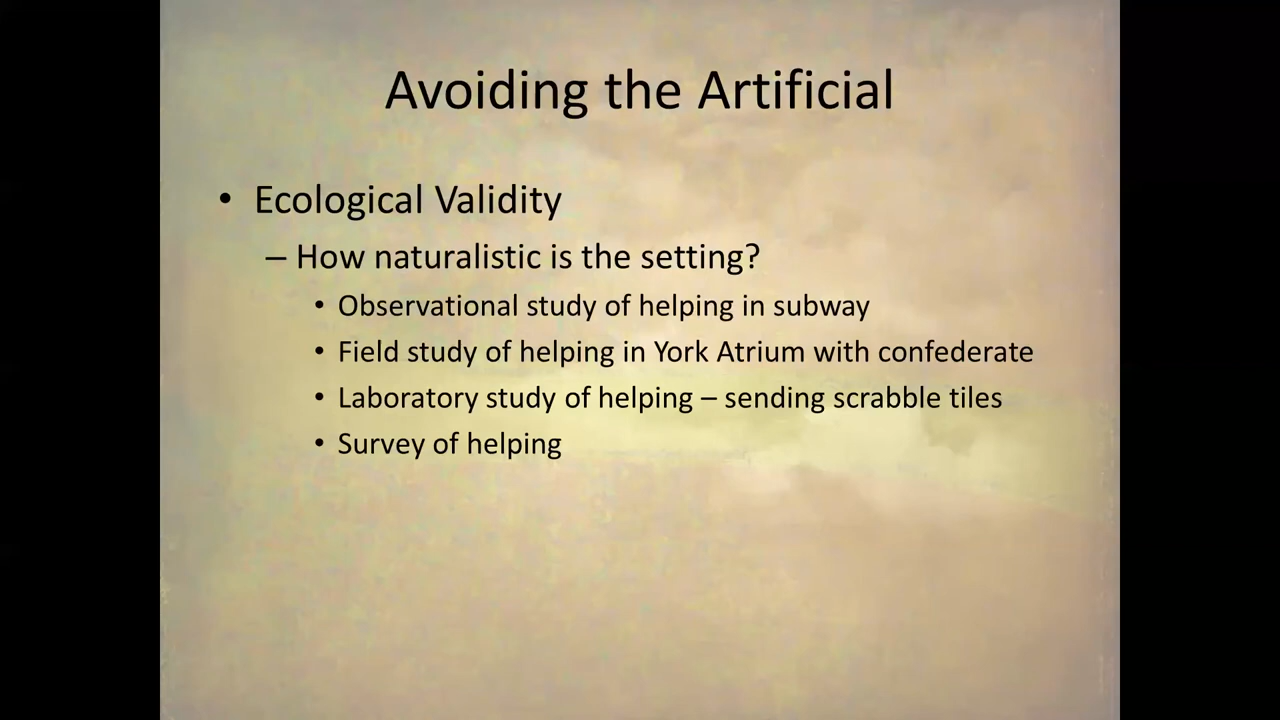 Avoiding the Artificial
• Ecological Validity
– How naturalistic is the setting?
• Observational study of helping in subway
• Field study of helping in York Atrium with confederate
• Laboratory study of helping – sending scrabble tiles
• Survey of helping